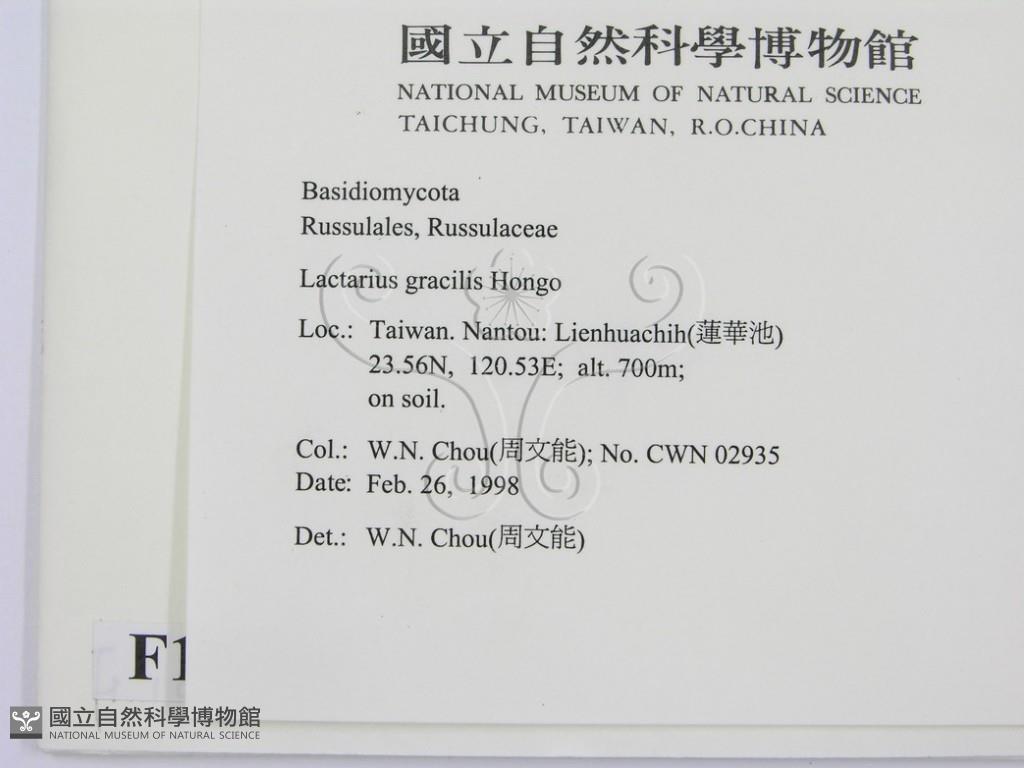 國立自然科學博物館
NATIONAL MUSEUM OF NATURAL SCIENCE
TAICHUNG, TAIWAN, R.O.CHINA
Basidiomycota
Russulales, Russulaceae
Lactarius gracilis Hongo
Loc.: Taiwan. Nantou: Lienhuachih(蓮華池)
23.56N, 120.53E; alt. 700m;
on soil.
Col.: W.N. Chou(周文能); No. CWN 02935
Date: Feb. 26, 1998
Det.: W.N. Chou(周文能)
F1
國立自然科學博物館
NATIONAL MUSEUM OF NATURAL SCIENCE